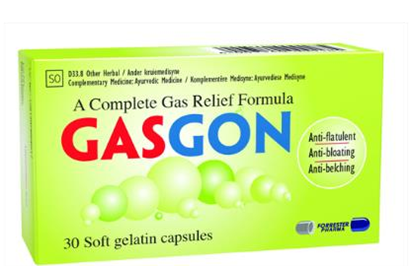 S0
D33.8 Other Herbal / Ander kruiemedisyne
Complementary Medicine: Ayurvedic Medicine / Komplementêre Medisyne: Ayurvediese Medisyne
A Complete Gas Relief Formula
GASGON
Anti-flatulent
Anti-bloating
Anti-belching
30 Soft gelatin capsules
FORRESTER
PHARMA